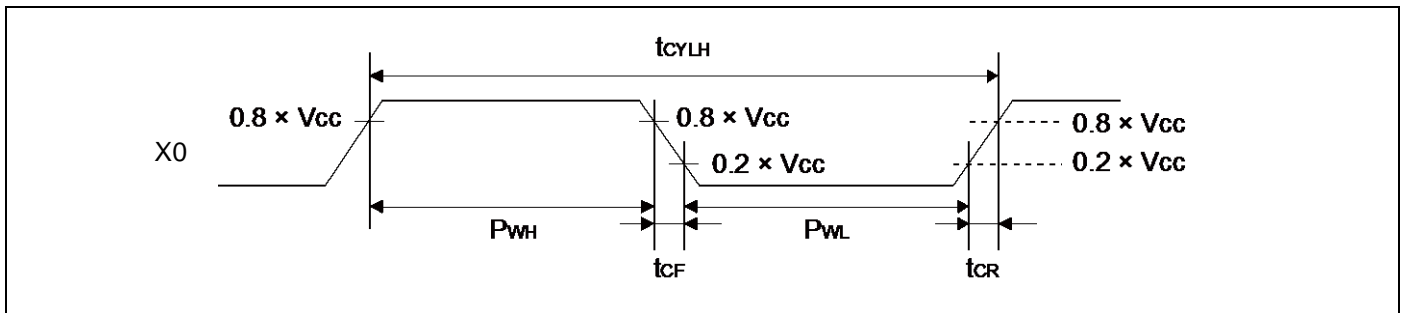 tCYLH
0.8 × Vcc
0.8 × Vcc
0.8 × Vcc
X0
0.2 × Vcc
0.2 × Vcc
PWH
PWL
tCF
tCR